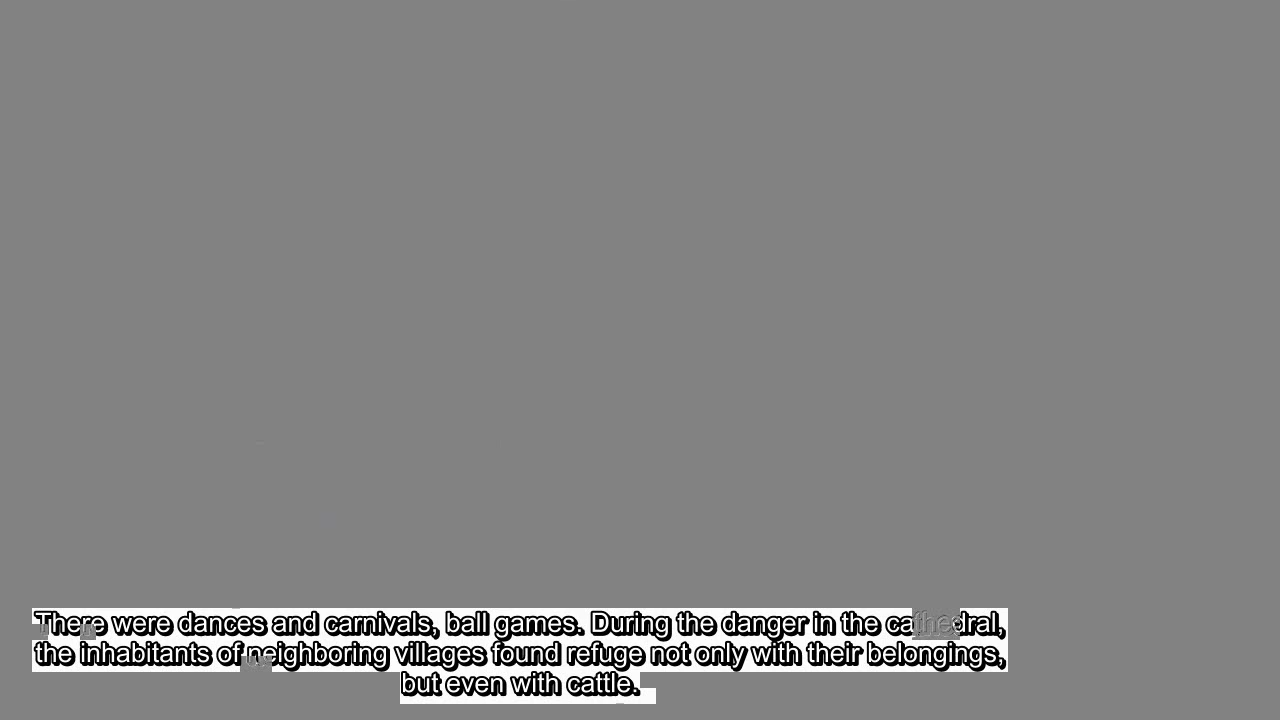 There were dances and carnivals, ball games. During the danger in the cathedral,
the inhabitants of neighboring villages found refuge not only with their belongings,
but even with cattle.